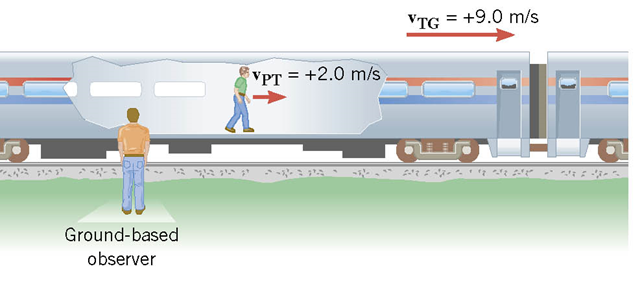 vTG = +9.0 m/s
vPT = +2.0 m/s
Ground-based
observer